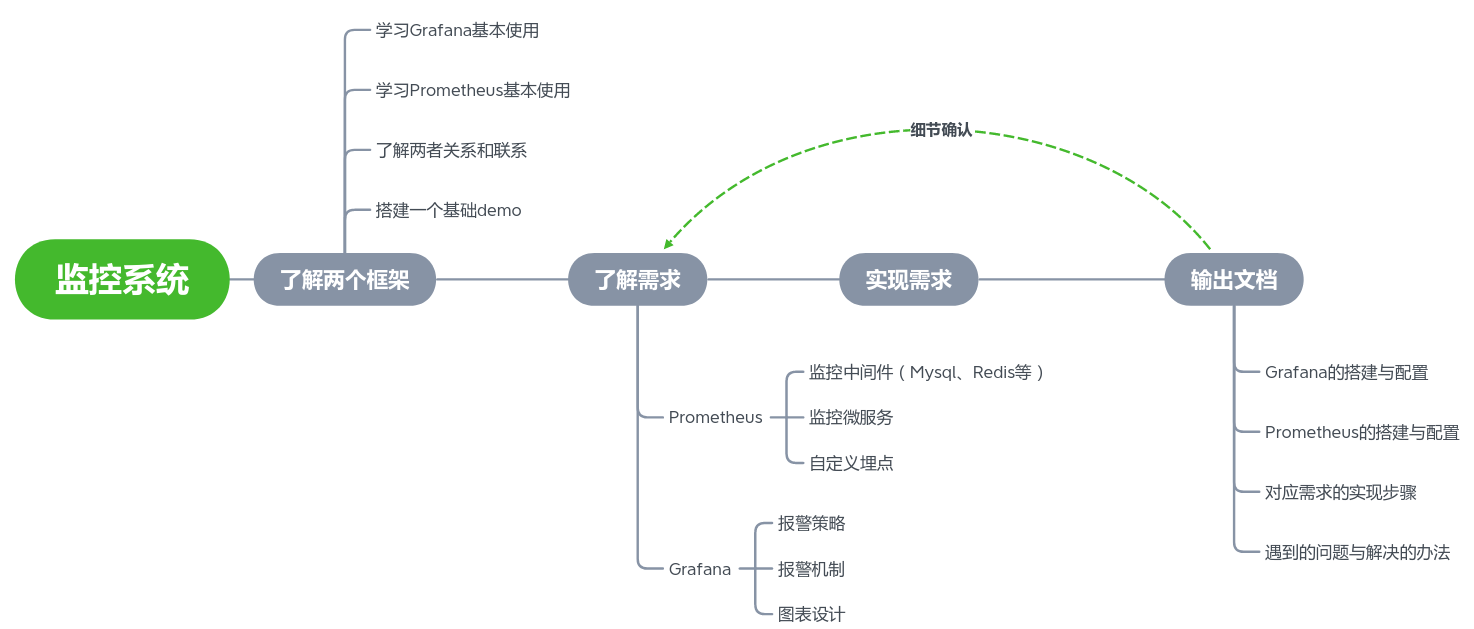 学习Grafana基本使用
学习Prometheus基本使用
了解两者关系和联系
搭建一个基础demo
细节确认
监控系统
了解两个框架
了解需求
实现需求
输出文档
Prometheus
监控中间件（Mysql、Redis等）
监控微服务
自定义埋点
Grafana
报警策略
报警机制
图表设计
Grafana的搭建与配置
Prometheus的搭建与配置
对应需求的实现步骤
遇到的问题与解决的办法